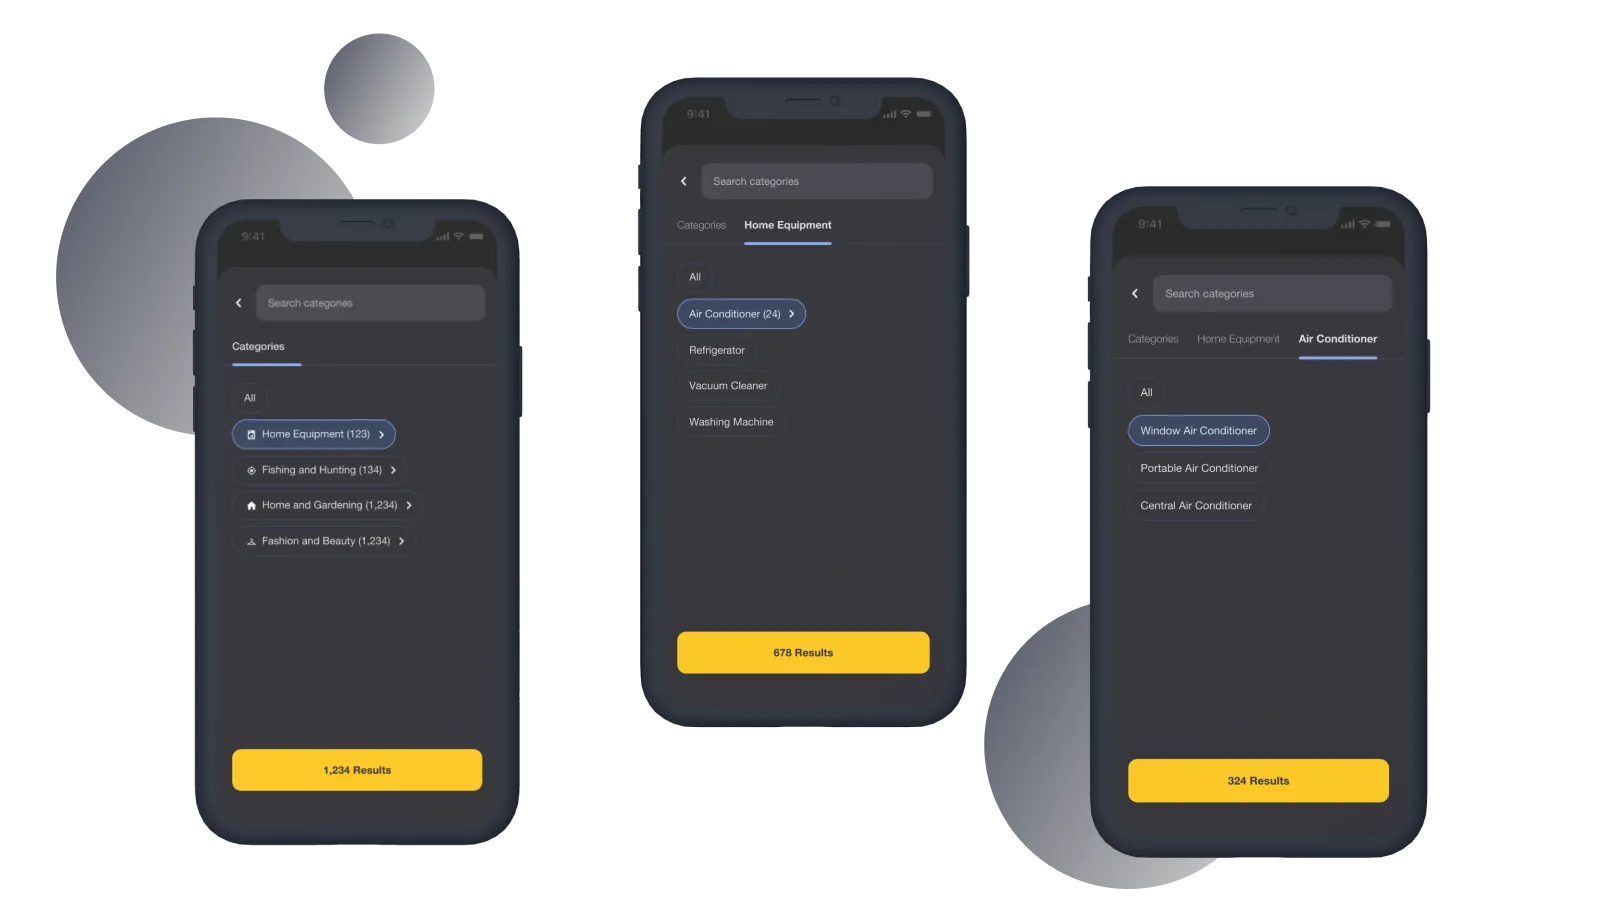 9:41
Search categories
Categories
All
Home Equipment (123)
Fishing and Hunting (134)
Home and Gardening (1,234)
Fashion and Beauty (1,234)
1,234 Results
9:41
Search categories
Categories Home Equipment
All
Air Conditioner (24)
Refrigerator
Vacuum Cleaner
Washing Machine
678 Results
9:41
Search categories
Categories Home Equipment Air Conditioner
All
Window Air Conditioner
Portable Air Conditioner
Central Air Conditioner
324 Results